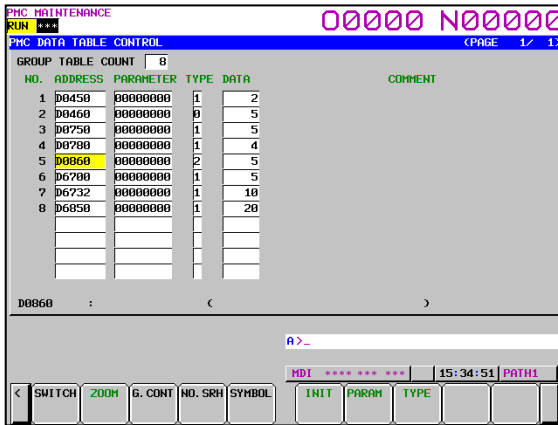 PMC MAINTENANCE
RUN *** O0000 N00000
PMC DATA TABLE CONTROL (PAGE 1/ 1)
GROUP TABLE COUNT 8
NO. ADDRESS PARAMETER TYPE DATA COMMENT
1 D0450 00000000 1 2
2 D0460 00000000 0 5
3 D0750 00000000 1 5
4 D0780 00000000 1 4
5 D0860 00000000 2 5
6 D6700 00000000 1 5
7 D6732 00000000 1 10
8 D6850 00000000 1 20
D0860 : ( )
A>_
MDI **** *** *** 15:34:51 PATH1
< SWITCH ZOOM G.CONT NO.SRH SYMBOL INIT PARAM TYPE